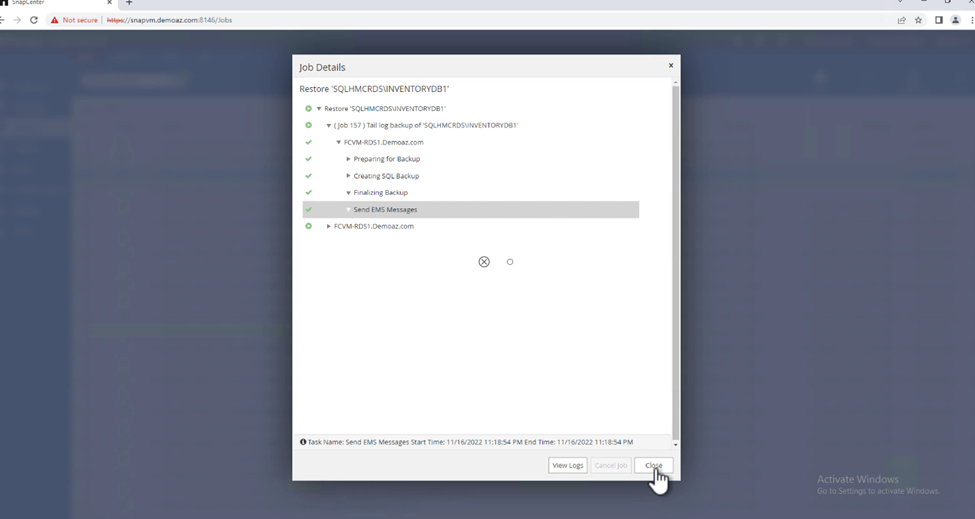 SnapCenter
Not secure | https://snapvm.demoaz.com:8146/Jobs
Job Details
Restore 'SQLHMCRDS\INVENTORYDB1'
Restore 'SQLHMCRDS\INVENTORYDB1'
( Job 157 ) Tail log backup of 'SQLHMCRDS\INVENTORYDB1'
FCVM-RDS1.Demoaz.com
Preparing for Backup
Creating SQL Backup
Finalizing Backup
Send EMS Messages
FCVM-RDS1.Demoaz.com
Task Name: Send EMS Messages Start Time: 11/16/2022 11:18:54 PM End Time: 11/16/2022 11:18:54 PM
View Logs Cancel Job Close
Activate Windows
Go to Settings to activate Windows.